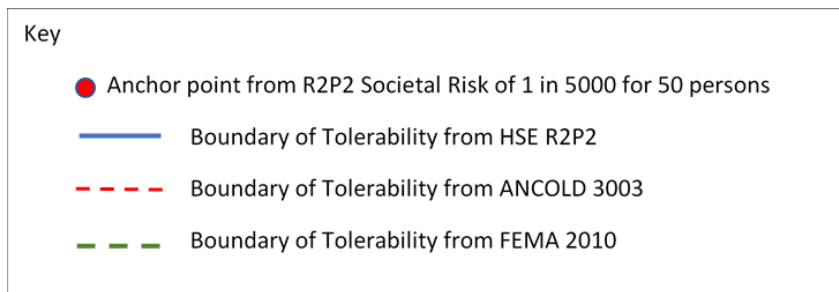 Key
Anchor point from R2P2 Societal Risk of 1 in 5000 for 50 persons
Boundary of Tolerability from HSE R2P2
Boundary of Tolerability from ANCOLD 3003
Boundary of Tolerability from FEMA 2010